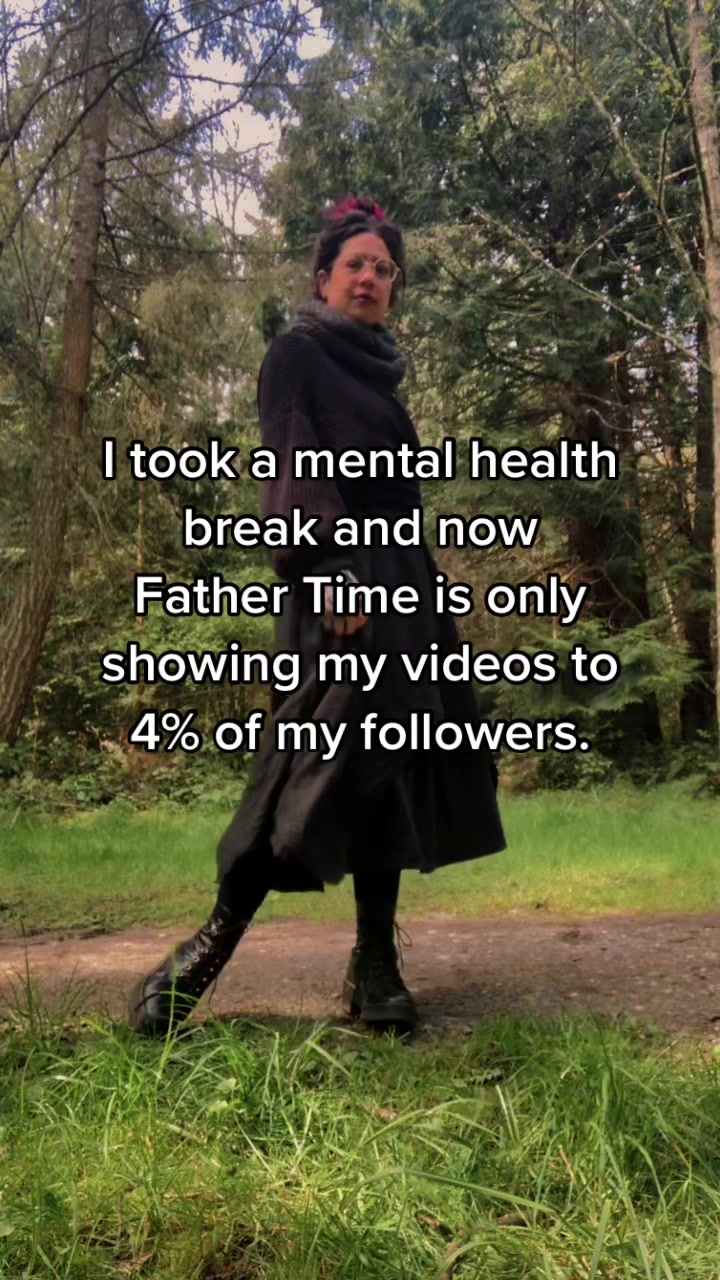 I took a mental health
break and now
Father Time is only
showing my videos to
4% of my followers.